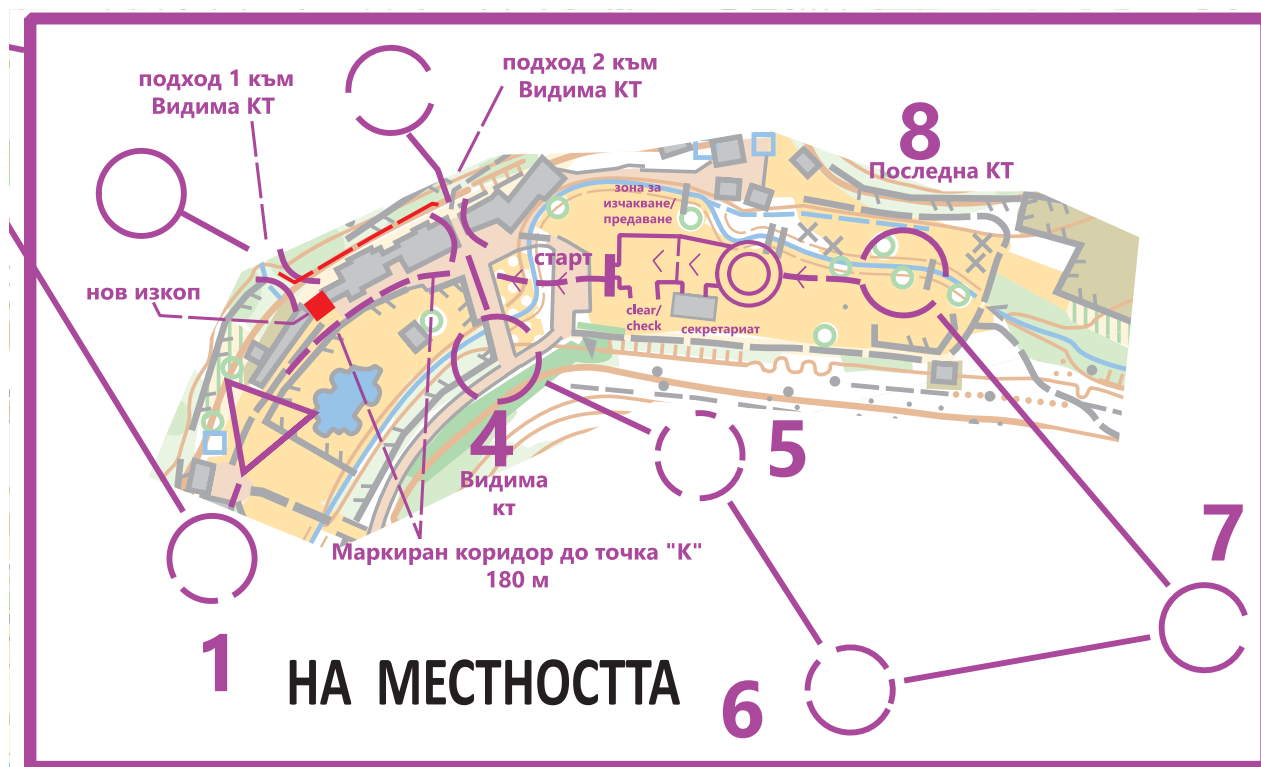 подход 1 към
Видима КТ
подход 2 към
Видима КТ
8
Последна КТ
зона за
изчакване/
предаване
старт
нов изкоп
clear/
check
секретариат
4
Видима
кт
5
Маркиран коридор до точка "К"
180 м
7
1
НА МЕСТНОСТТА
6